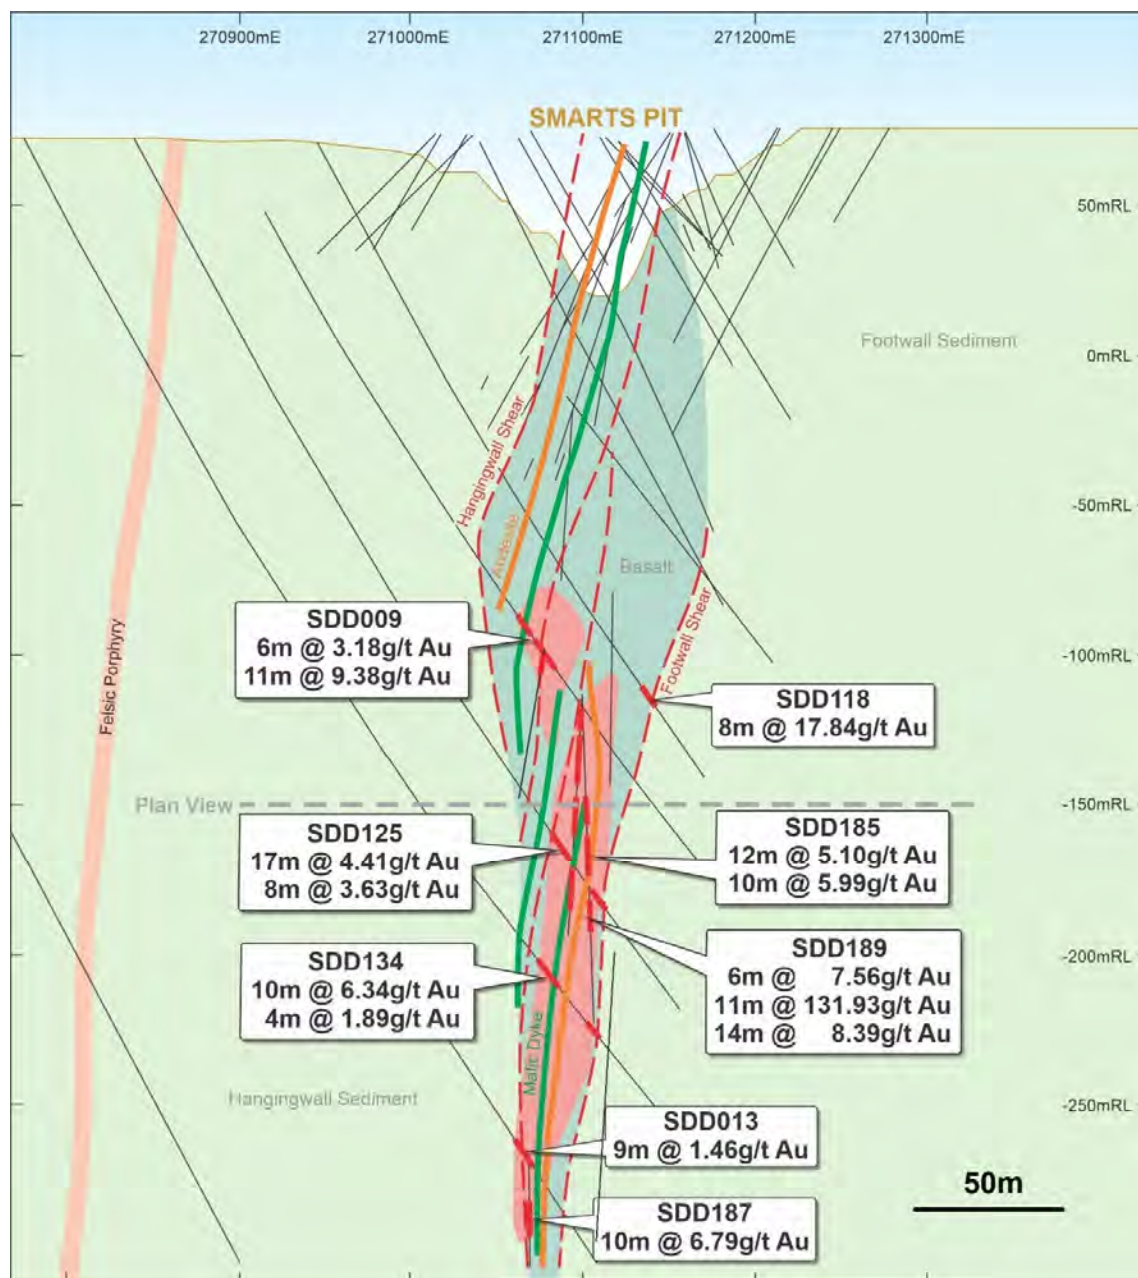 270900mE
271000mE
271100mE
271200mE
271300mE
SMARTS PIT
50mRL
Footwall Sediment
0mRL
Hangingwall Shear
-50mRL
Andesite
Basalt
Footwall Shear
SDD009
6m @ 3.18g/t Au
11m @ 9.38g/t Au
-100mRL
Felsic Porphyry
SDD118
8m @ 17.84g/t Au
Plan View
-150mRL
SDD125
17m @ 4.41g/t Au
8m @ 3.63g/t Au
SDD185
12m @ 5.10g/t Au
10m @ 5.99g/t Au
SDD134
10m @ 6.34g/t Au
4m @ 1.89g/t Au
SDD189
6m @ 7.56g/t Au
11m @ 131.93g/t Au
14m @ 8.39g/t Au
-200mRL
Mafic Dyke
Hangingwall Sediment
-250mRL
SDD013
9m @ 1.46g/t Au
50m
SDD187
10m @ 6.79g/t Au